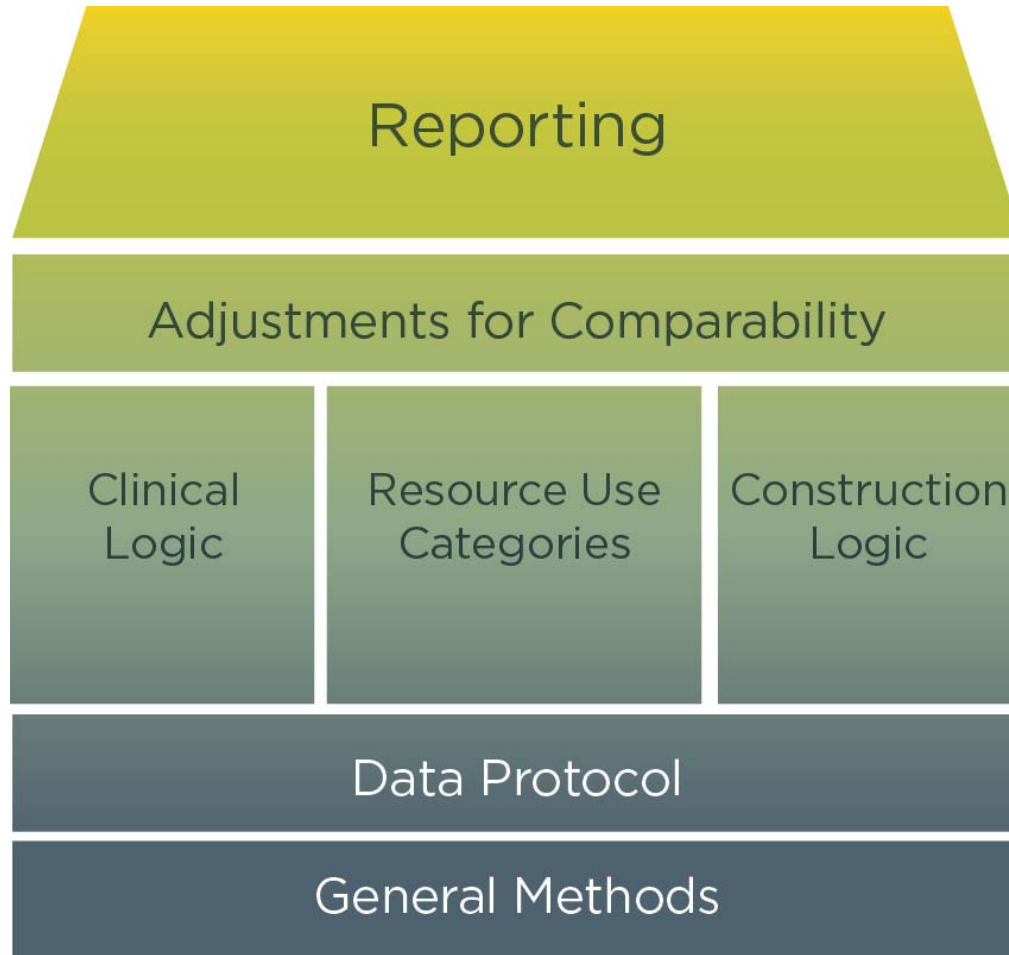 Reporting
Adjustments for Comparability
Clinical
Logic
Resource Use
Categories
Construction
Logic
Data Protocol
General Methods